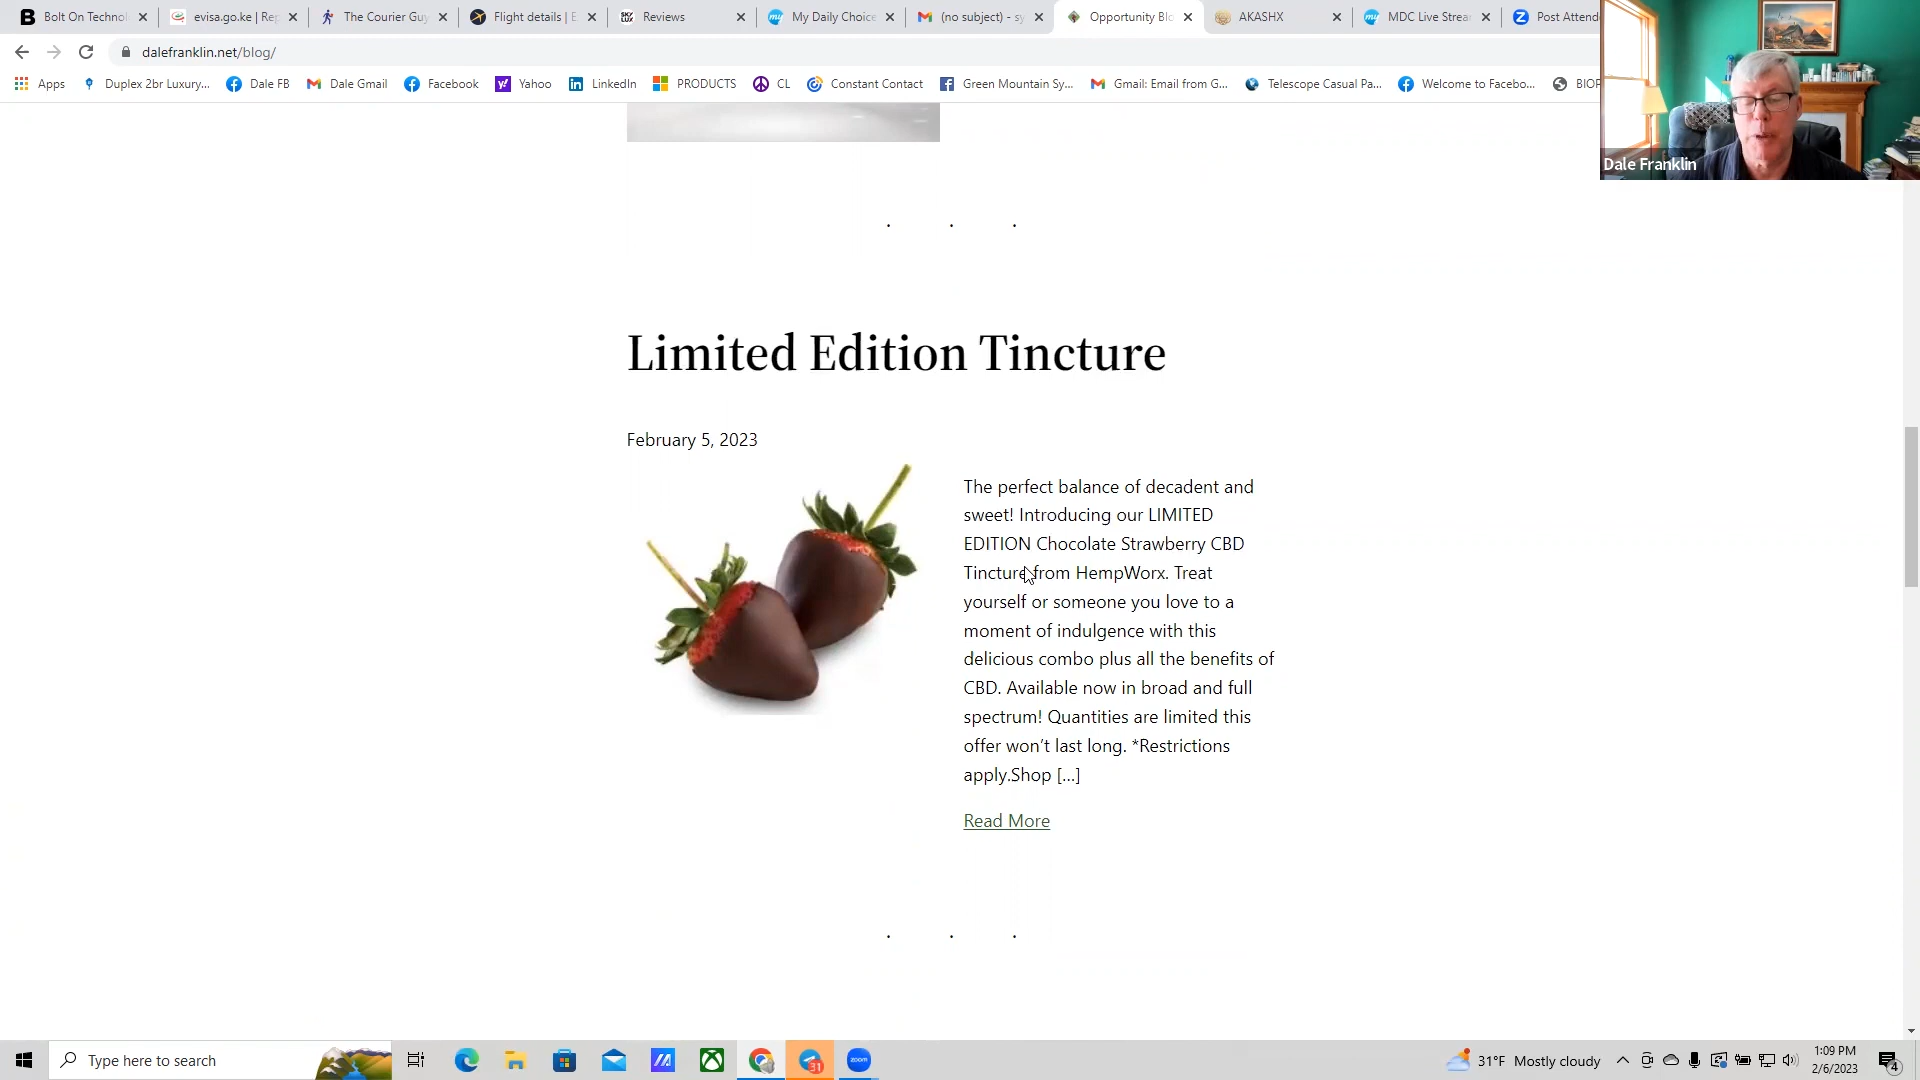 Bolt On Technol
evisa.go.ke | Re
The Courier Gu
Flight details | E
Reviews
My Daily Choice
(no subject) - sy
Opportunity Blo
AKASHX
MDC Live Strea
Post Attend
dalefranklin.net/blog/
Apps
Duplex 2br Luxury...
Dale FB
Dale Gmail
Facebook
Yahoo
LinkedIn
PRODUCTS
CL
Constant Contact
Green Mountain Sy...
Gmail: Email from G...
Telescope Casual Pa...
Welcome to Facebo...
BIOP
Dale Franklin
Limited Edition Tincture
February 5, 2023
The perfect balance of decadent and
sweet! Introducing our LIMITED
EDITION Chocolate Strawberry CBD
Tincture from HempWorx. Treat
yourself or someone you love to a
moment of indulgence with this
delicious combo plus all the benefits of
CBD. Available now in broad and full
spectrum! Quantities are limited this
offer won’t last long. *Restrictions
apply.Shop […]
Read More
Type here to search
31
zoom
31°F Mostly cloudy
1:09 PM
2/6/2023
4